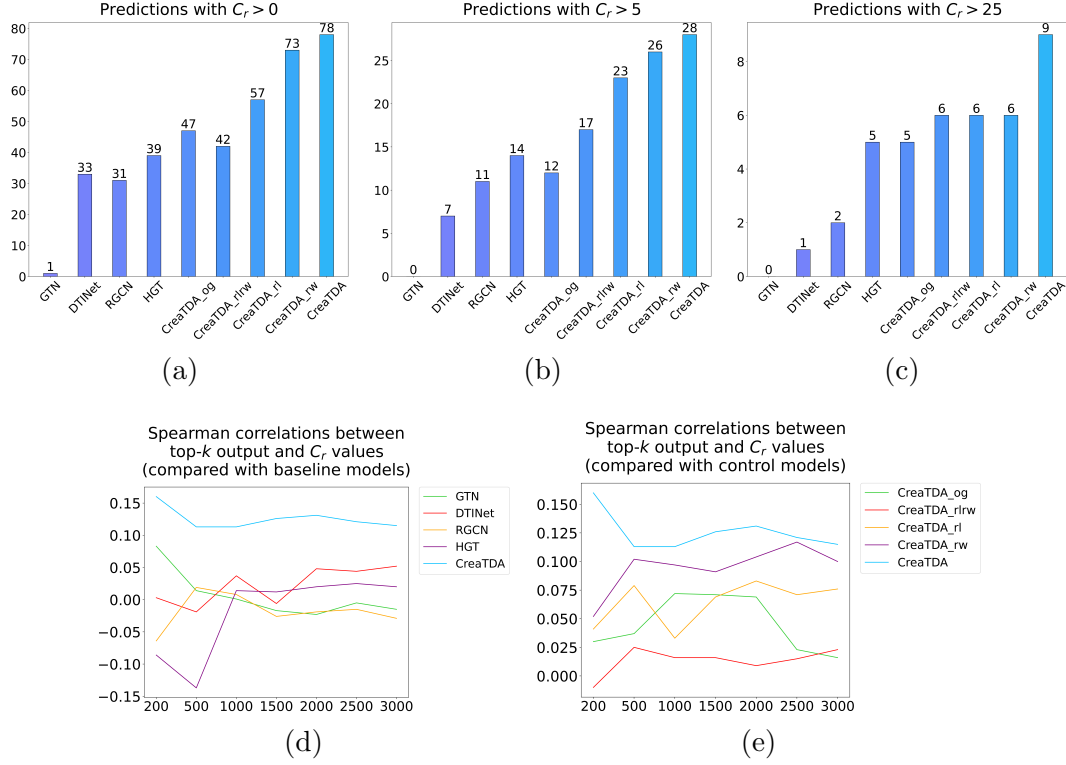 Predictions with Cᵣ > 0
80
70
60
50
40
30
20
10
0
1
33
31
39
47
42
57
73
78
GTN
DTINet
RGCN
HGT
CreaTDA_og
CreaTDA_rlrw
CreaTDA_rl
CreaTDA_rw
CreaTDA
(a)
Predictions with Cᵣ > 5
25
20
15
10
5
0
0
7
11
14
12
17
23
26
28
GTN
DTINet
RGCN
HGT
CreaTDA_og
CreaTDA_rlrw
CreaTDA_rl
CreaTDA_rw
CreaTDA
(b)
Predictions with Cᵣ > 25
8
6
4
2
0
0
1
2
5
5
6
6
6
9
GTN
DTINet
RGCN
HGT
CreaTDA_og
CreaTDA_rlrw
CreaTDA_rl
CreaTDA_rw
CreaTDA
(c)
Spearman correlations between
top-k output and Cᵣ values
(compared with baseline models)
0.15
0.10
0.05
0.00
−0.05
−0.10
−0.15
200 500 1000 1500 2000 2500 3000
GTN
DTINet
RGCN
HGT
CreaTDA
(d)
Spearman correlations between
top-k output and Cᵣ values
(compared with control models)
0.150
0.125
0.100
0.075
0.050
0.025
0.000
200 500 1000 1500 2000 2500 3000
CreaTDA_og
CreaTDA_rlrw
CreaTDA_rl
CreaTDA_rw
CreaTDA
(e)